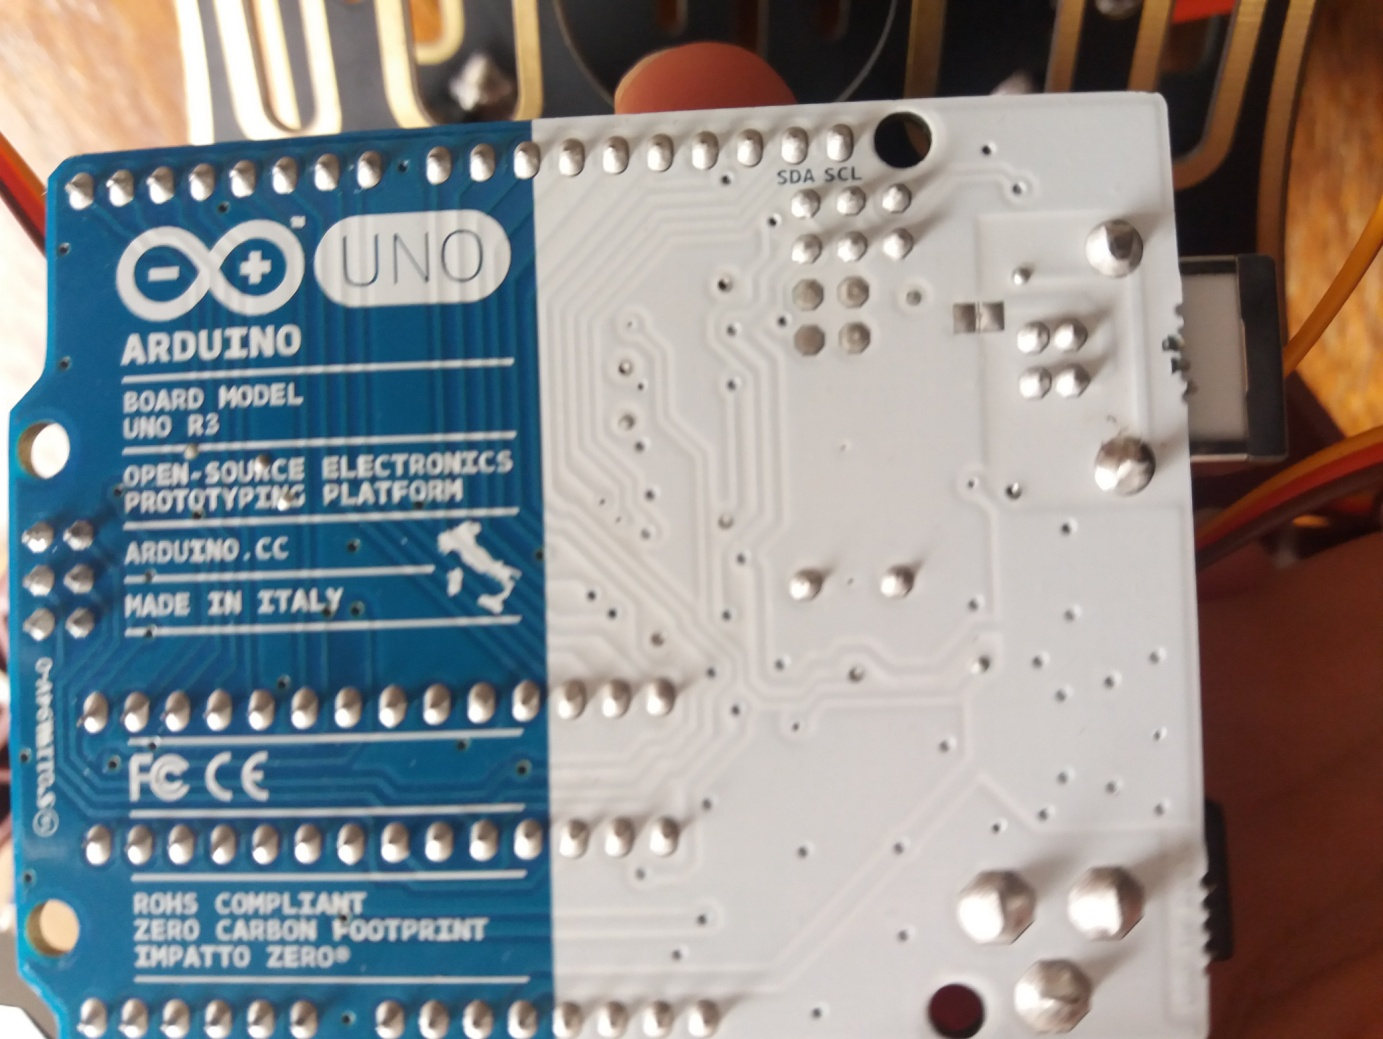 SDA SCL
UNO
™
ARDUINO
BOARD MODEL
UNO R3
OPEN-SOURCE ELECTRONICS
PROTOTYPING PLATFORM
ARDUINO.CC
MADE IN ITALY
FC CE
ROHS COMPLIANT
ZERO CARBON FOOTPRINT
IMPATTO ZERO®